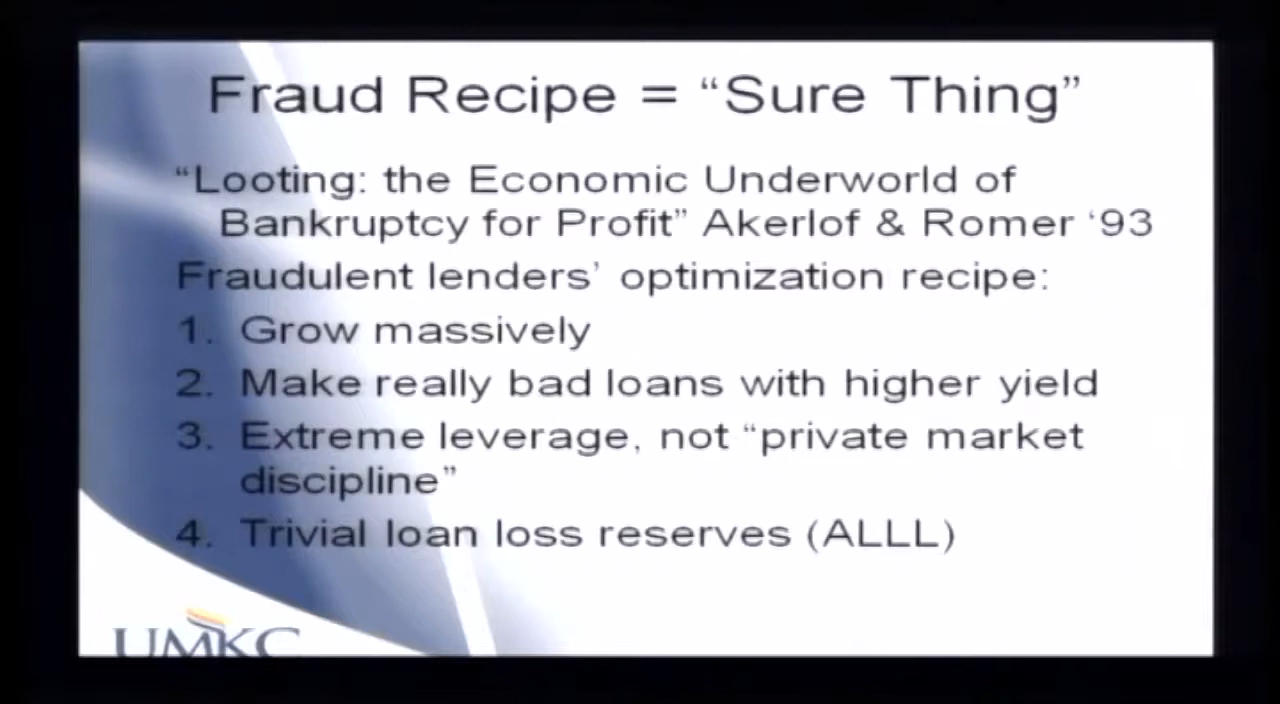 Fraud Recipe = “Sure Thing”
“Looting: the Economic Underworld of
Bankruptcy for Profit” Akerlof & Romer ‘93
Fraudulent lenders’ optimization recipe:
1. Grow massively
2. Make really bad loans with higher yield
3. Extreme leverage, not “private market
discipline”
4. Trivial loan loss reserves (ALLL)
UMKC